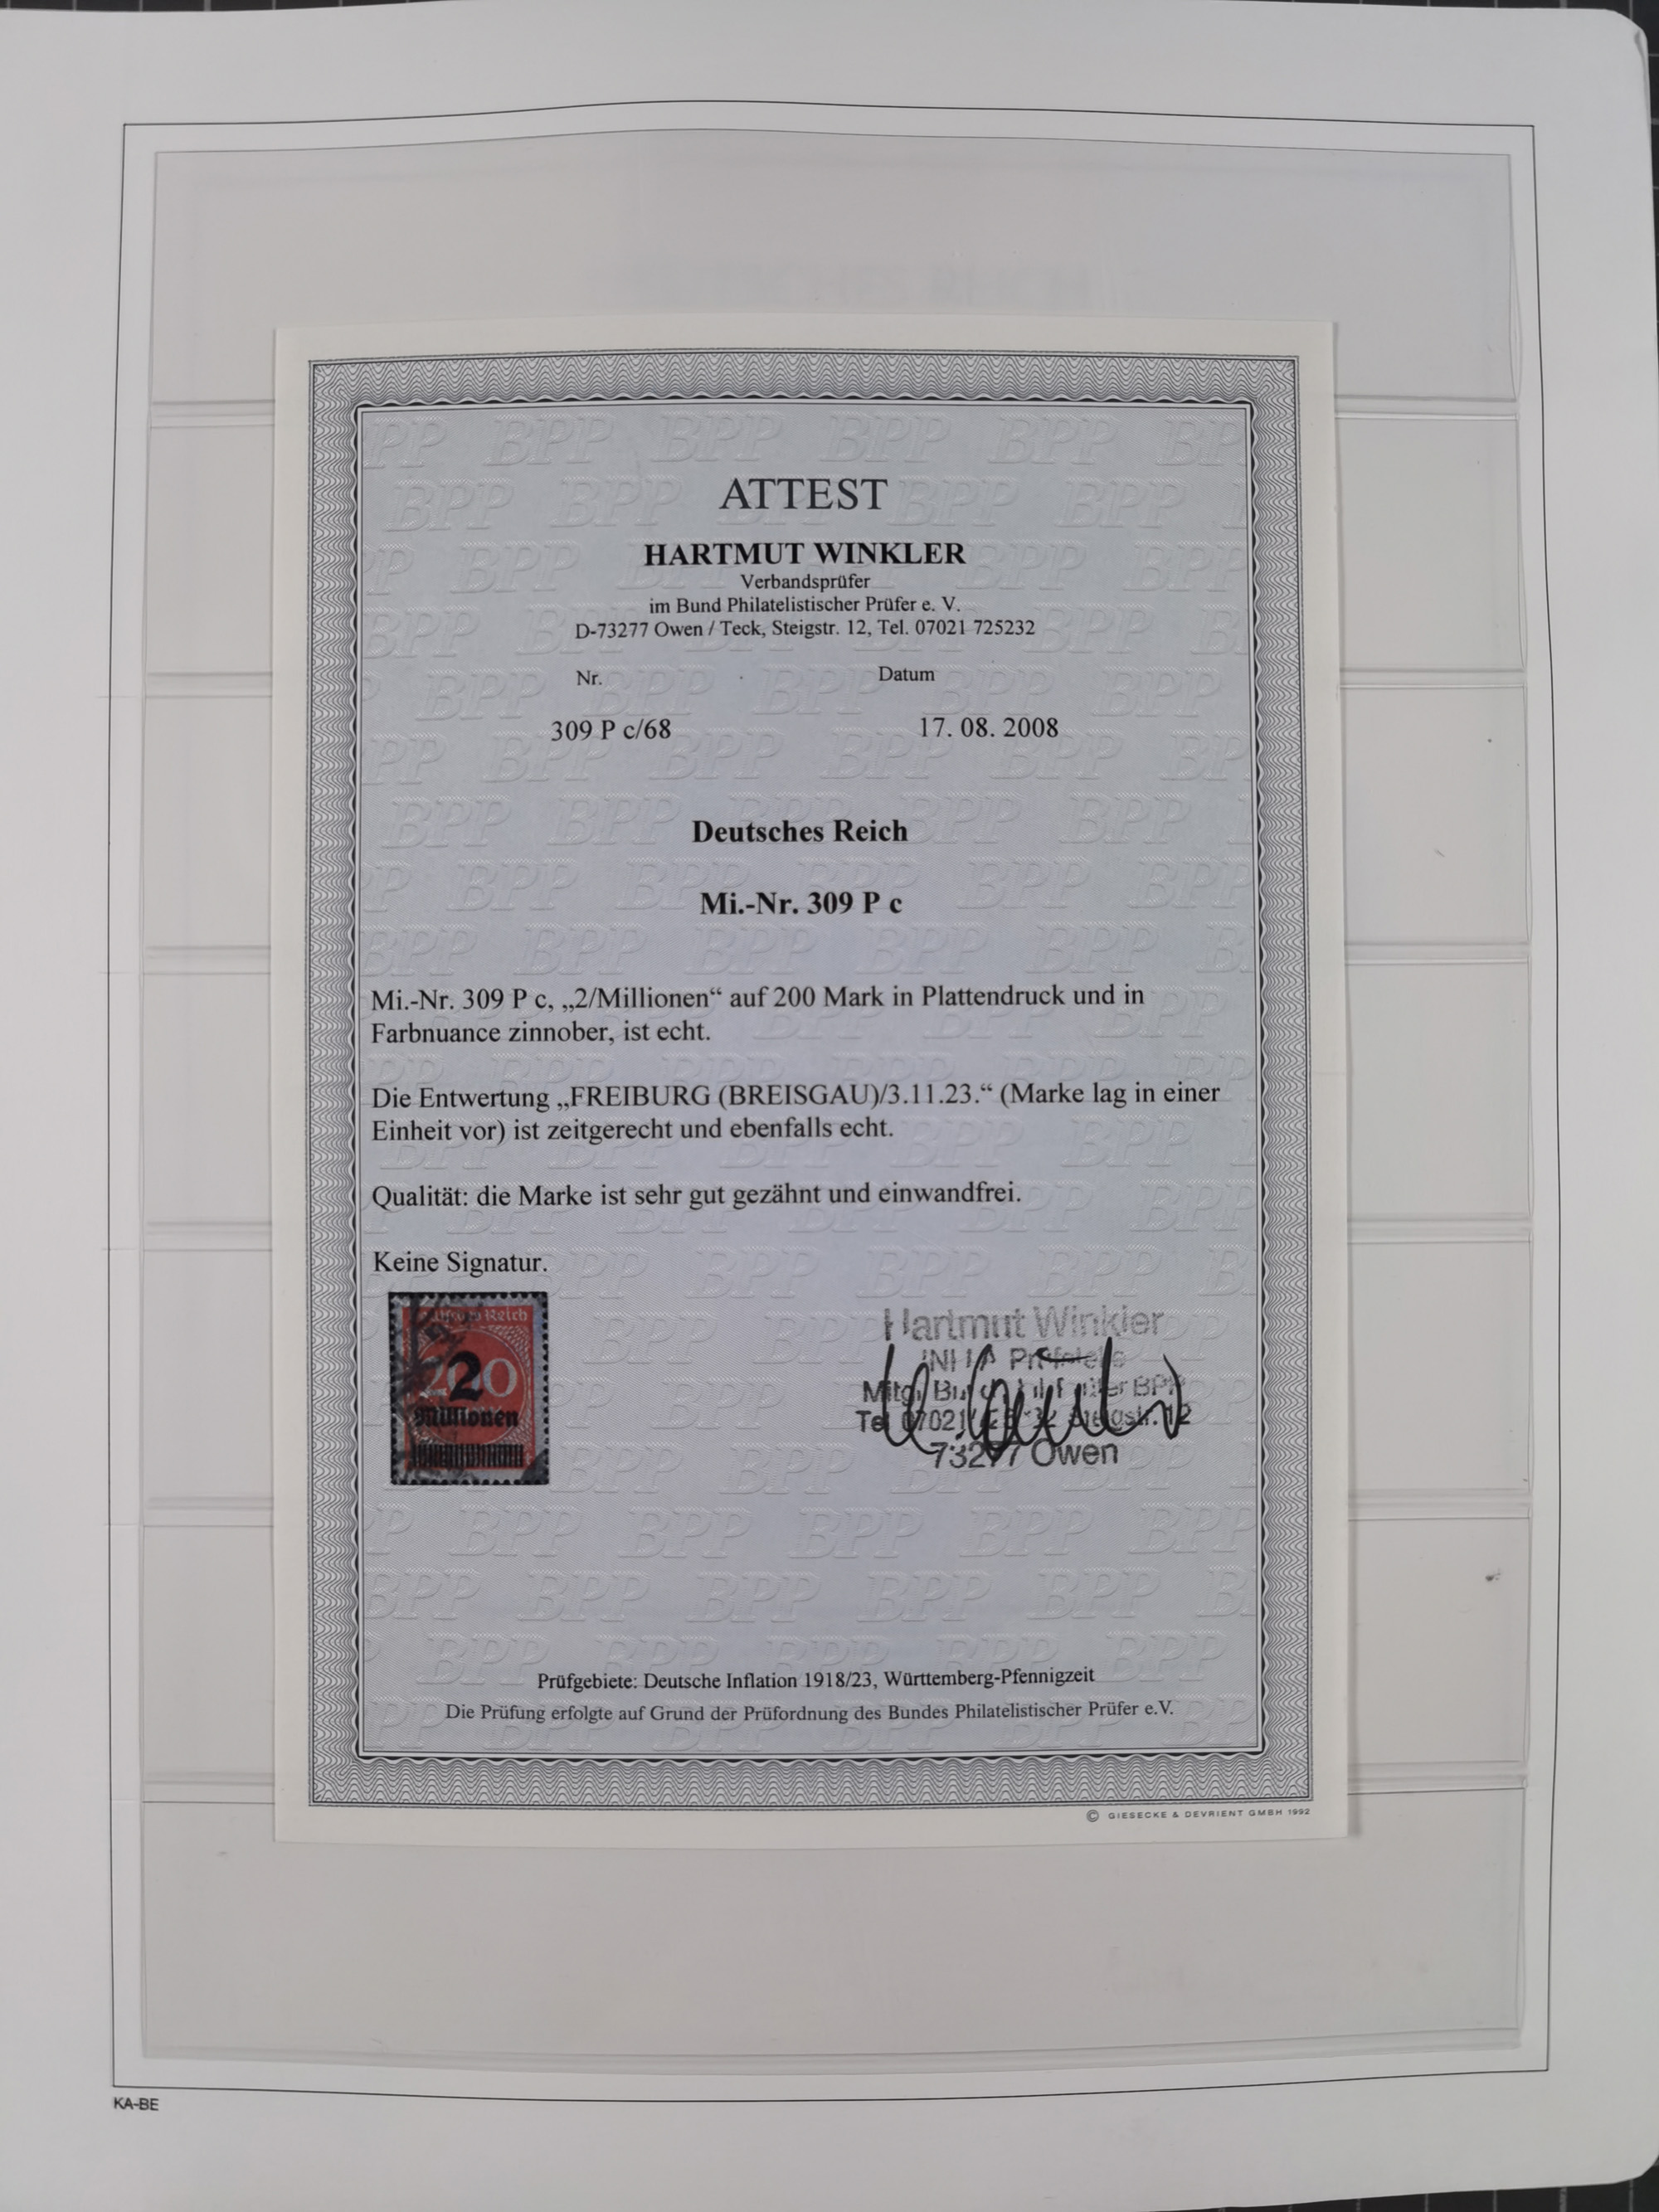 ATTEST
HARTMUT WINKLER
Verbandsprüfer
im Bund Philatelistischer Prüfer e. V.
D-73277 Owen / Teck, Steigstr. 12, Tel. 07021 725232
Nr. Datum
309 P c/68 17. 08. 2008
Deutsches Reich
Mi.-Nr. 309 P c
Mi.-Nr. 309 P c, „2/Millionen“ auf 200 Mark in Plattendruck und in
Farbnuance zinnober, ist echt.
Die Entwertung „FREIBURG (BREISGAU)/3.11.23.“ (Marke lag in einer
Einheit vor) ist zeitgerecht und ebenfalls echt.
Qualität: die Marke ist sehr gut gezähnt und einwandfrei.
Keine Signatur.
Reich
200
2
Millionen
Hartmut Winkler
73277 Owen
Prüfgebiete: Deutsche Inflation 1918/23, Württemberg-Pfennigzeit
Die Prüfung erfolgte auf Grund der Prüfordnung des Bundes Philatelistischer Prüfer e.V.
© GIESECKE & DEVRIENT GMBH 1992
KA-BE